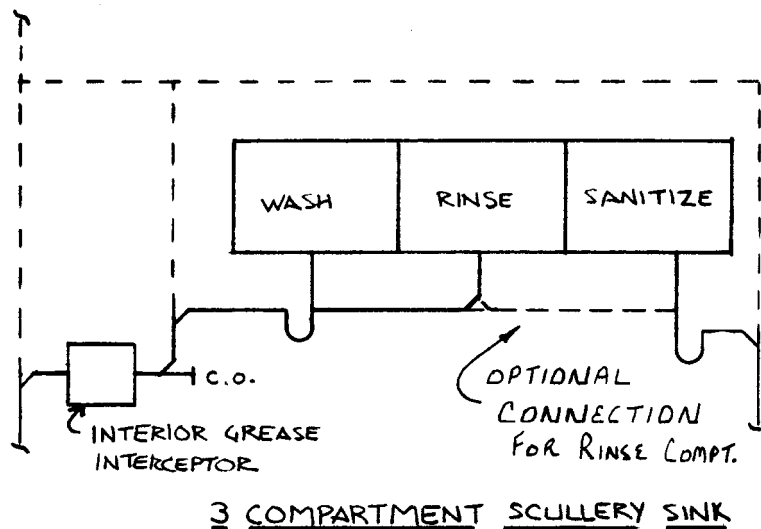 WASH
RINSE
SANITIZE
C.O.
INTERIOR GREASE
INTERCEPTOR
OPTIONAL
CONNECTION
FOR RINSE COMPT.
3 COMPARTMENT SCULLERY SINK